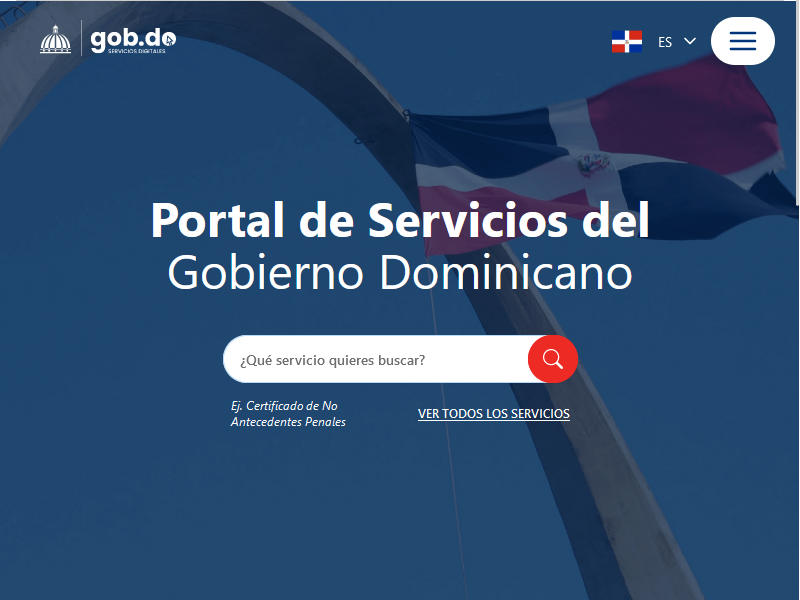 gob.do
SERVICIOS DIGITALES
ES
Portal de Servicios del
Gobierno Dominicano
¿Qué servicio quieres buscar?
Ej. Certificado de No
Antecedentes Penales
VER TODOS LOS SERVICIOS